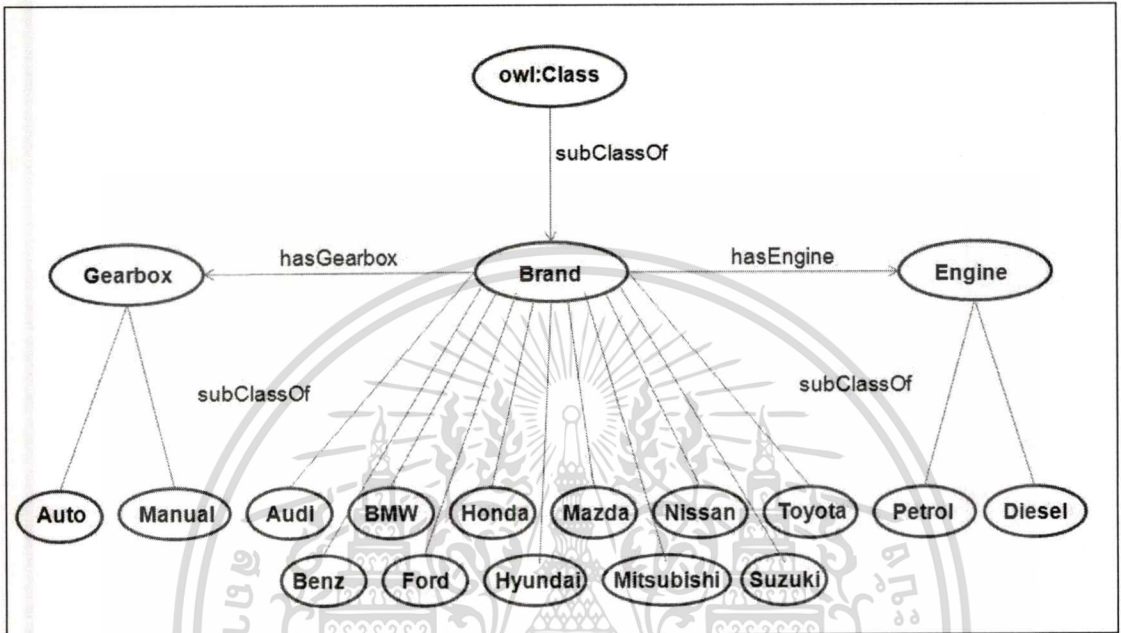 owl:Class
subClassOf
hasGearbox
hasEngine
Gearbox
Brand
Engine
subClassOf
subClassOf
Auto
Manual
Audi
BMW
Honda
Mazda
Nissan
Toyota
Petrol
Diesel
Benz
Ford
Hyundai
Mitsubishi
Suzuki